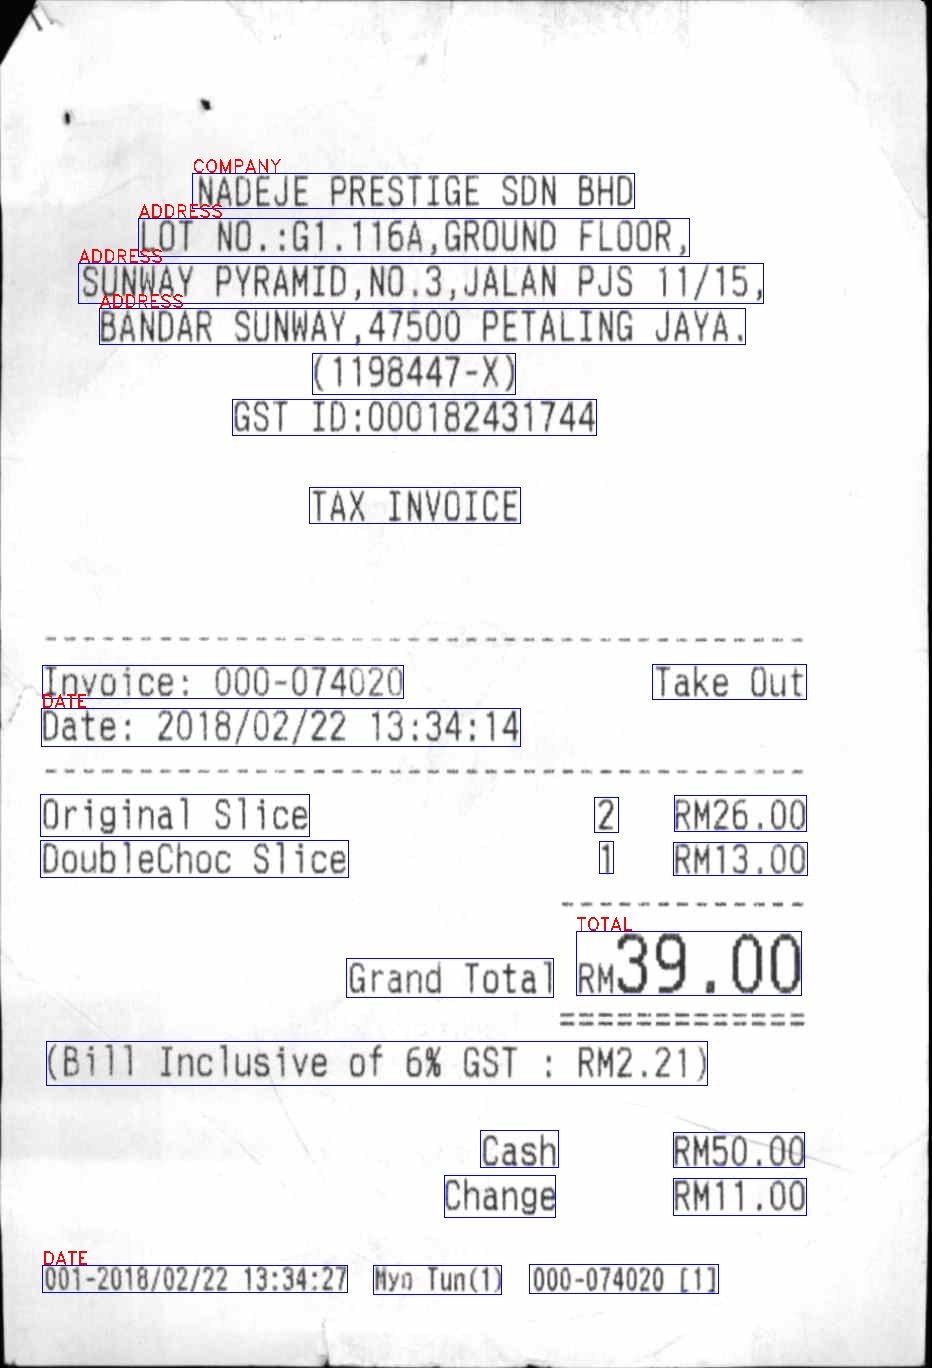 COMPANY
NADEJE PRESTIGE SDN BHD
ADDRESS
LOT NO.:G1.116A,GROUND FLOOR,
ADDRESS
SUNWAY PYRAMID,NO.3,JALAN PJS 11/15,
ADDRESS
BANDAR SUNWAY,47500 PETALING JAYA.
(1198447-X)
GST ID:000182431744
TAX INVOICE
Invoice: 000-074020 Take Out
DATE
Date: 2018/02/22 13:34:14
Original Slice 2 RM26.00
DoubleChoc Slice 1 RM13.00
TOTAL
Grand Total RM39.00
(Bill Inclusive of 6% GST : RM2.21)
Cash RM50.00
Change RM11.00
DATE
001-2018/02/22 13:34:27 Myo Tun(1) 000-074020 [1]